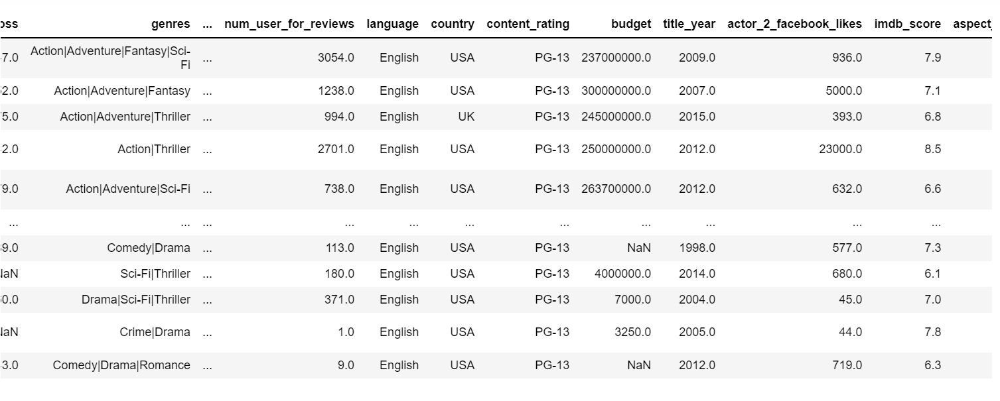 oss genres ... num_user_for_reviews language country content_rating budget title_year actor_2_facebook_likes imdb_score aspect_
7.0 Action|Adventure|Fantasy|Sci-
Fi ... 3054.0 English USA PG-13 237000000.0 2009.0 936.0 7.9
2.0 Action|Adventure|Fantasy ... 1238.0 English USA PG-13 300000000.0 2007.0 5000.0 7.1
5.0 Action|Adventure|Thriller ... 994.0 English UK PG-13 245000000.0 2015.0 393.0 6.8
2.0 Action|Thriller ... 2701.0 English USA PG-13 250000000.0 2012.0 23000.0 8.5
9.0 Action|Adventure|Sci-Fi ... 738.0 English USA PG-13 263700000.0 2012.0 632.0 6.6
... ... ... ... ... ... ... ... ... ... ...
9.0 Comedy|Drama ... 113.0 English USA PG-13 NaN 1998.0 577.0 7.3
NaN Sci-Fi|Thriller ... 180.0 English USA PG-13 4000000.0 2014.0 680.0 6.1
0.0 Drama|Sci-Fi|Thriller ... 371.0 English USA PG-13 7000.0 2004.0 45.0 7.0
NaN Crime|Drama ... 1.0 English USA PG-13 3250.0 2005.0 44.0 7.8
3.0 Comedy|Drama|Romance ... 9.0 English USA PG-13 NaN 2012.0 719.0 6.3